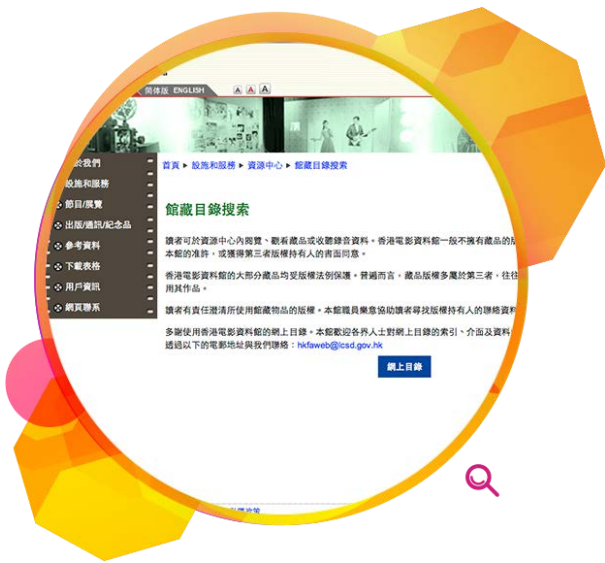 简体版 ENGLISH A A A
於我們
設施和服務
節目/展覽
出版/通訊/紀念品
參考資料
下載表格
用戶資訊
網頁聯系
首頁 ▸ 設施和服務 ▸ 資源中心 ▸ 館藏目錄搜索
館藏目錄搜索
讀者可於資源中心內閱覽、觀看藏品或收聽錄音資料。香港電影資料館一般不擁有藏品的版
本館的准許，或獲得第三者版權持有人的書面同意。
香港電影資料館的大部分藏品均受版權法例保護。普遍而言，藏品版權多屬於第三者，往往
用其作品。
讀者有責任澄清所使用館藏物品的版權。本館職員樂意協助讀者尋找版權持有人的聯絡資料
多謝使用香港電影資料館的網上目錄。本館歡迎各界人士對網上目錄的索引、介面及資料
透過以下的電郵地址與我們聯絡：hkfaweb@lcsd.gov.hk
網上目錄